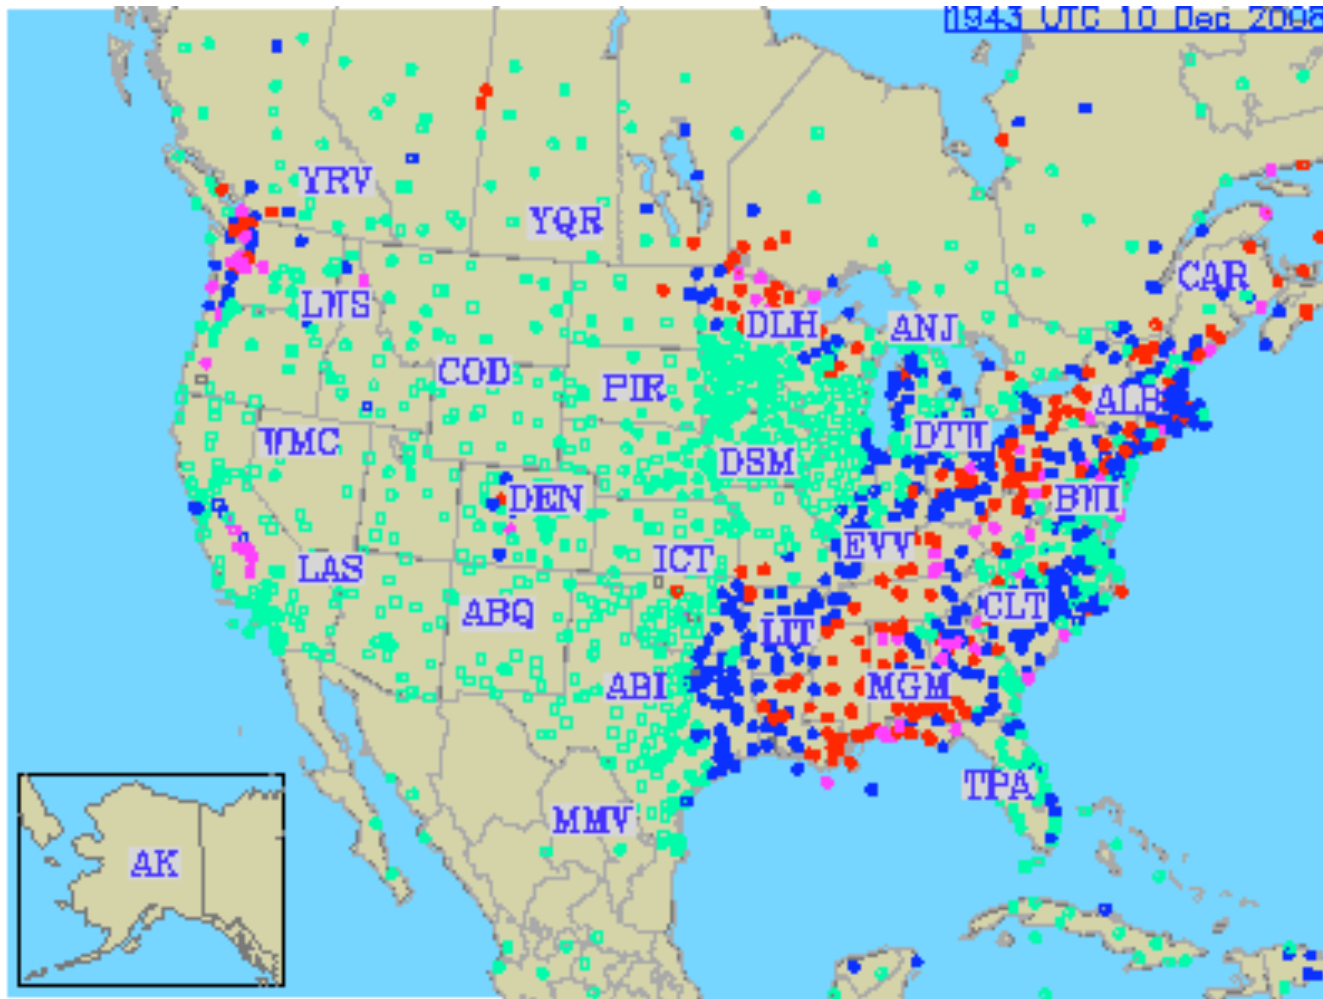 1943 UTC 10 Dec 2008
YRV
YQR
CAR
LWS
DLH
ANJ
COD
PIR
ALB
WMC
DTW
DSM
DEN
BWI
EVV
ICT
LAS
CLT
ABQ
LIT
ABI
MGM
TPA
MMV
AK